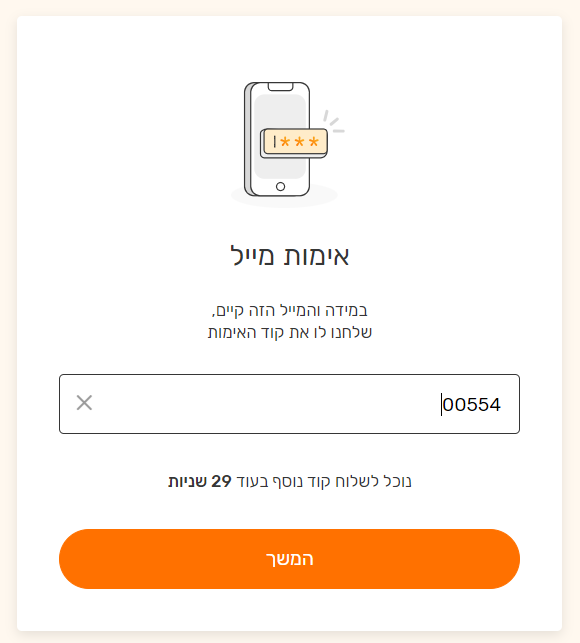 ***
אימות מייל
במידה והמייל הזה קיים,
שלחנו לו את קוד האימות
00554
נוכל לשלוח קוד נוסף בעוד 29 שניות
המשך